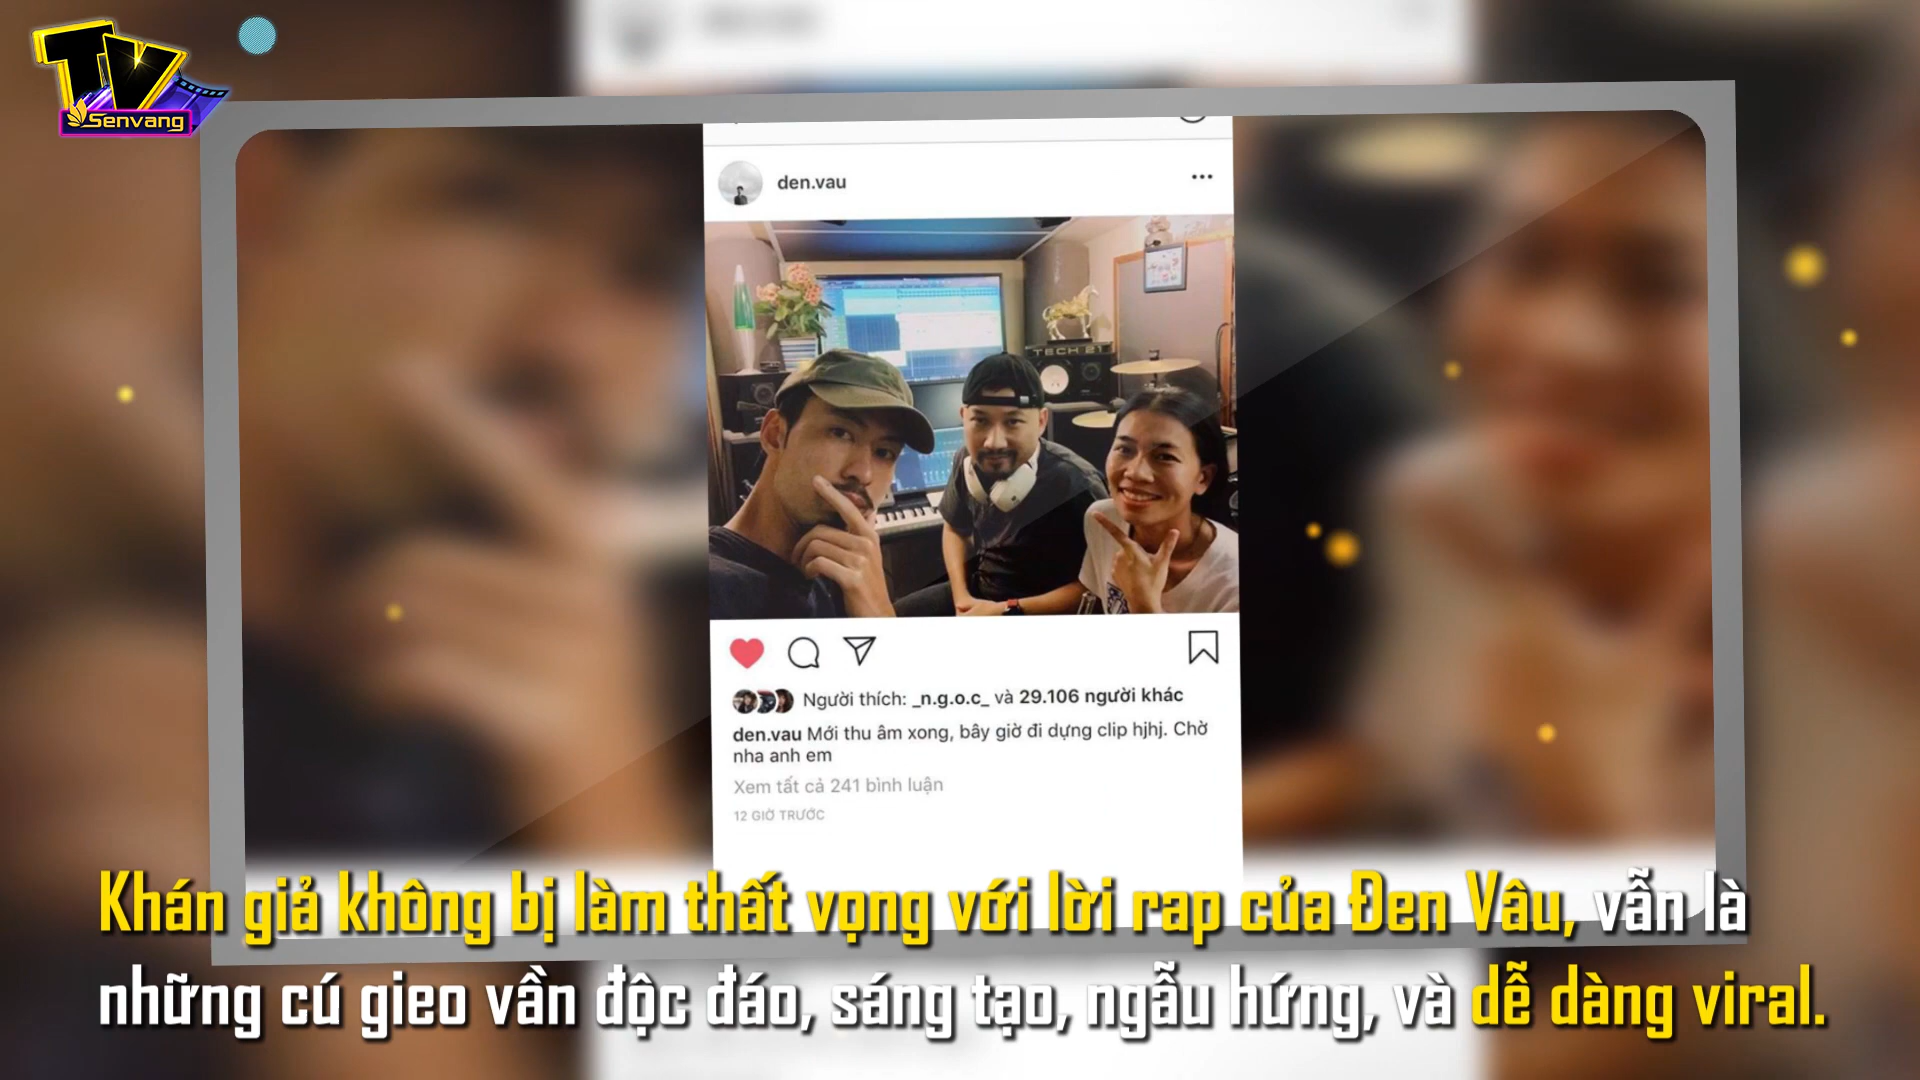 TV
Senvang
den.vau
TECH 21
Người thích: _n.g.o.c_ và 29.106 người khác
den.vau Mới thu âm xong, bây giờ đi dựng clip hjhj. Chờ
nha anh em
Xem tất cả 241 bình luận
12 GIỜ TRƯỚC
Khán giả không bị làm thất vọng với lời rap của Đen Vâu, vẫn là
những cú gieo vần độc đáo, sáng tạo, ngẫu hứng, và dễ dàng viral.